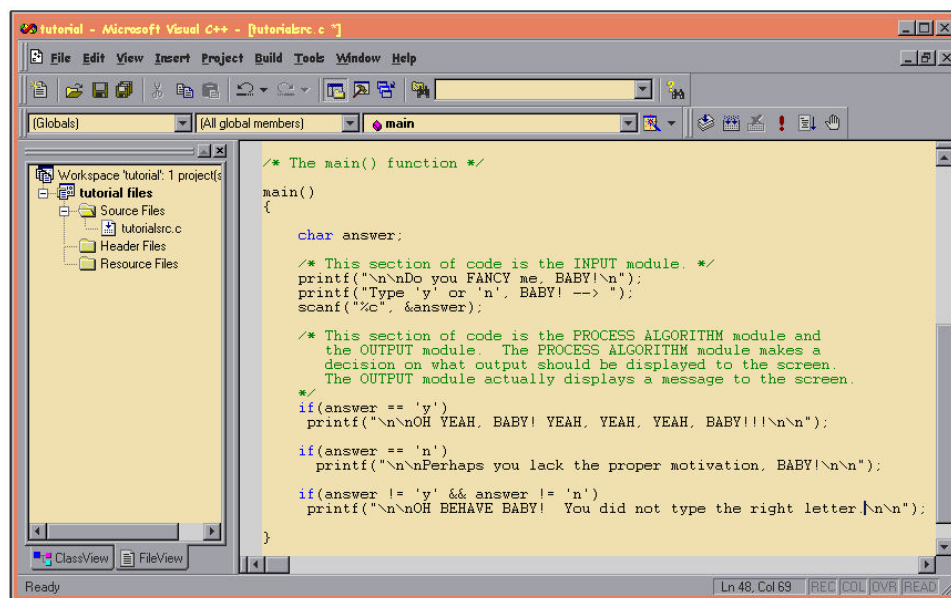 tutorial - Microsoft Visual C++ - [tutorialsrc.c *]
File Edit View Insert Project Build Tools Window Help
(Globals) (All global members) main
Workspace 'tutorial': 1 project(s
tutorial files
Source Files
tutorialsrc.c
Header Files
Resource Files
ClassView FileView
/* The main() function */
main()
{
char answer;
/* This section of code is the INPUT module. */
printf("\n\nDo you FANCY me, BABY!\n");
printf("Type 'y' or 'n', BABY! --> ");
scanf("%c", &answer);
/* This section of code is the PROCESS ALGORITHM module and
the OUTPUT module.  The PROCESS ALGORITHM module makes a
decision on what output should be displayed to the screen.
The OUTPUT module actually displays a message to the screen.
*/
if(answer == 'y')
printf("\n\nOH YEAH, BABY! YEAH, YEAH, YEAH, BABY!!!\n\n");
if(answer == 'n')
printf("\n\nPerhaps you lack the proper motivation, BABY!\n\n");
if(answer != 'y' && answer != 'n')
printf("\n\nOH BEHAVE BABY!  You did not type the right letter.\n\n");
}
Ready Ln 48, Col 69 REC COL OVR READ